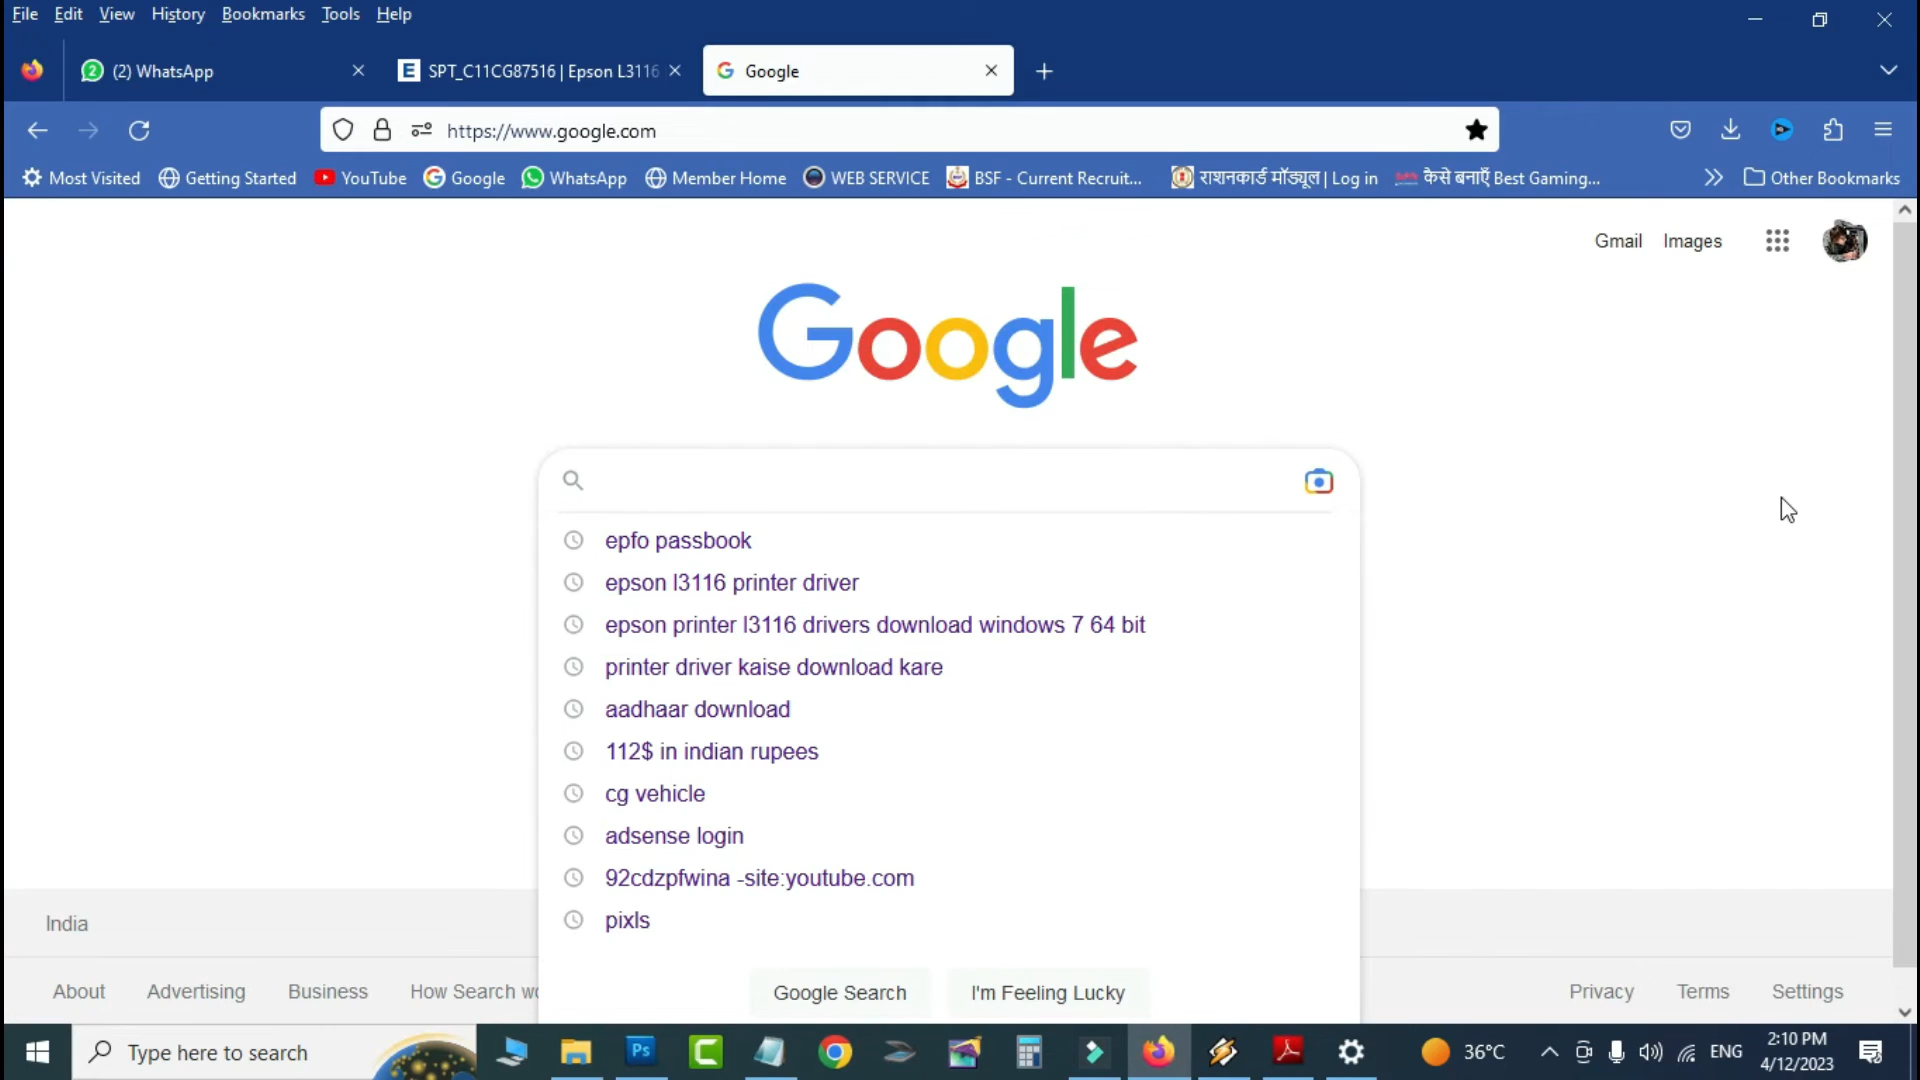 File Edit View History Bookmarks Tools Help
2 (2) WhatsApp
E SPT_C11CG87516 | Epson L3116
Google
https://www.google.com
Most Visited Getting Started YouTube Google WhatsApp Member Home WEB SERVICE BSF - Current Recruit... राशनकार्ड मॉड्यूल | Log in कैसे बनाएँ Best Gaming... Other Bookmarks
Gmail Images
Google
epfo passbook
epson l3116 printer driver
epson printer l3116 drivers download windows 7 64 bit
printer driver kaise download kare
aadhaar download
112$ in indian rupees
cg vehicle
adsense login
92cdzpfwina -site:youtube.com
pixls
India
About Advertising Business How Search wo
Google Search I'm Feeling Lucky
Privacy Terms Settings
Type here to search
Ps
36°C
ENG
2:10 PM
4/12/2023